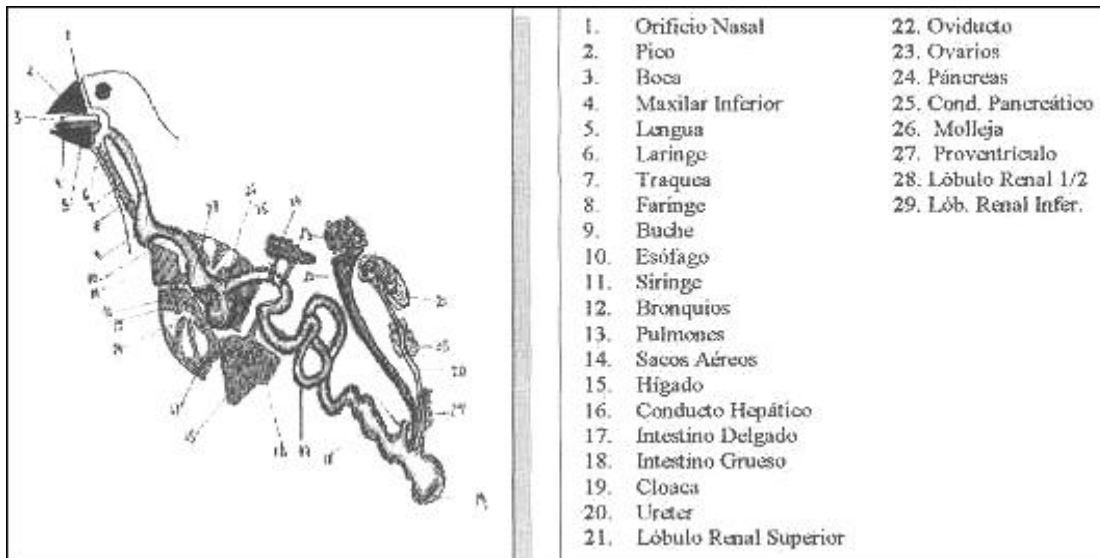 1
2
3
1. Orificio Nasal
2. Pico
3. Boca
4. Maxilar Inferior
5. Lengua
6. Laringe
7. Traquea
8. Faringe
9. Buche
10. Esófago
11. Siringe
12. Bronquios
13. Pulmones
14. Sacos Aéreos
15. Hígado
16. Conducto Hepático
17. Intestino Delgado
18. Intestino Grueso
19. Cloaca
20. Ureter
21. Lóbulo Renal Superior
22. Oviducto
23. Ovarios
24. Páncreas
25. Cond. Pancreático
26. Molleja
27. Proventrículo
28. Lóbulo Renal 1/2
29. Lób. Renal Infer.